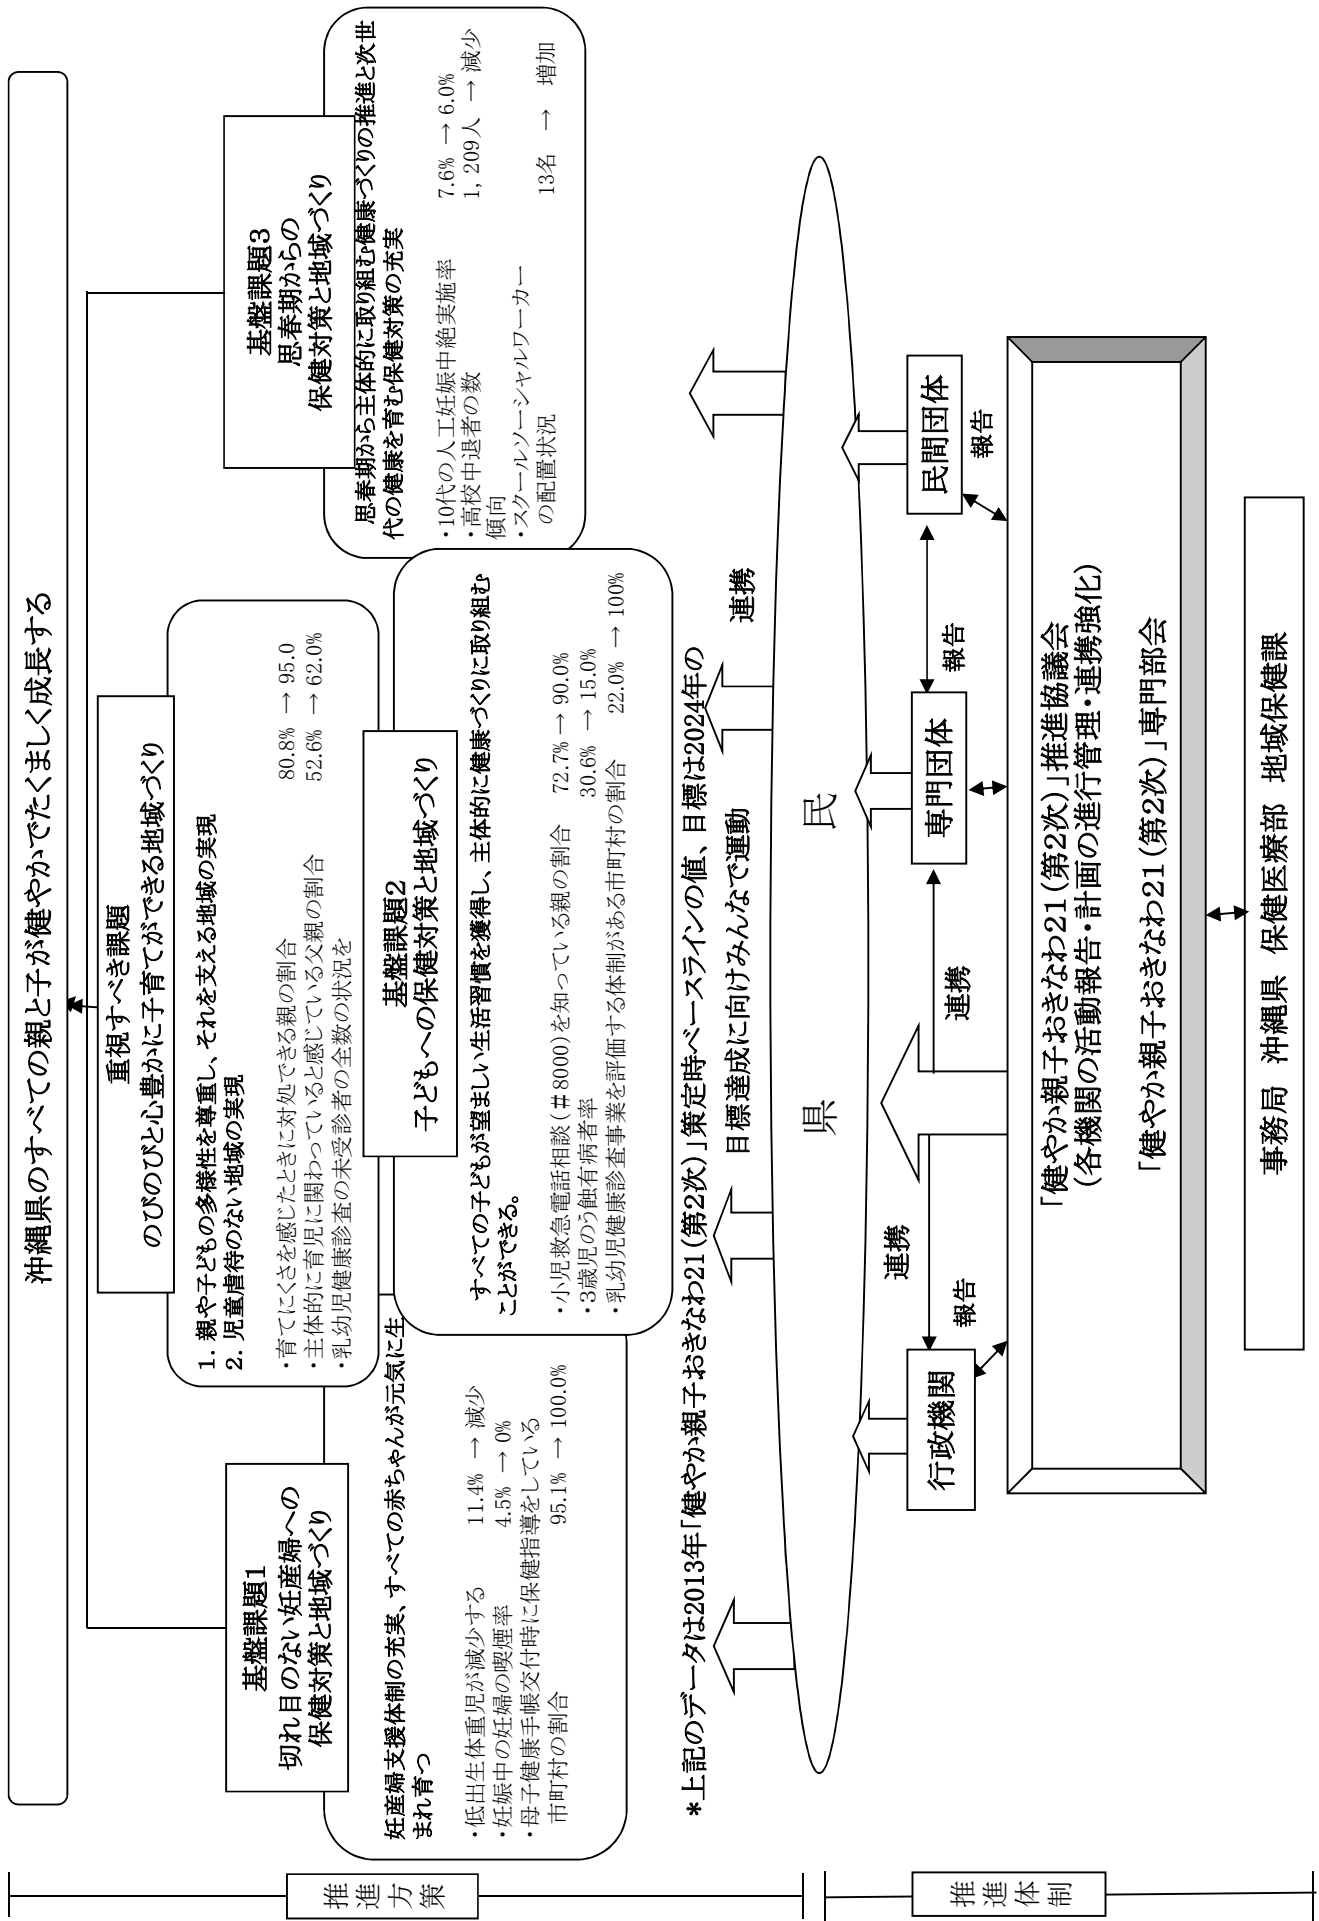 沖縄県のすべての親と子が健やかでたくましく成長する
推進方策
重視すべき課題
のびのびと心豊かに子育てができる地域づくり
1. 親や子どもの多様性を尊重し、それを支える地域の実現
2. 児童虐待のない地域の実現
・育てにくさを感じたときに対処できる親の割合 80.8% → 95.0
・主体的に育児に関わっていると感じている父親の割合 52.6% → 62.0%
・乳幼児健康診査の未受診者の全数の状況を
基盤課題1
切れ目のない妊産婦への
保健対策と地域づくり
妊産婦支援体制の充実、すべての赤ちゃんが元気に生
まれ育つ
・低出生体重児が減少する 11.4% → 減少
・妊娠中の妊婦の喫煙率 4.5% → 0%
・母子健康手帳交付時に保健指導をしている
市町村の割合 95.1% → 100.0%
基盤課題2
子どもへの保健対策と地域づくり
すべての子どもが望ましい生活習慣を獲得し、主体的に健康づくりに取り組む
ことができる。
・小児救急電話相談(#8000)を知っている親の割合 72.7% → 90.0%
・3歳児のう蝕有病者率 30.6% → 15.0%
・乳幼児健康診査事業を評価する体制がある市町村の割合 22.0% → 100%
基盤課題3
思春期からの
保健対策と地域づくり
思春期から主体的に取り組む健康づくりの推進と次世
代の健康を育む保健対策の充実
・10代の人工妊娠中絶実施率 7.6% → 6.0%
・高校中退者の数 1,209人 → 減少
傾向
・スクールソーシャルワーカー
の配置状況 13名 → 増加
*上記のデータは2013年「健やか親子おきなわ21(第2次)」策定時ベースラインの値、目標は2024年の
目標達成に向けみんなで運動
連携
推進体制
県 民
行政機関
専門団体
民間団体
連携
連携
報告
報告
報告
「健やか親子おきなわ21(第2次)」推進協議会
(各機関の活動報告・計画の進行管理・連携強化)
「健やか親子おきなわ21(第2次)」専門部会
事務局 沖縄県 保健医療部 地域保健課